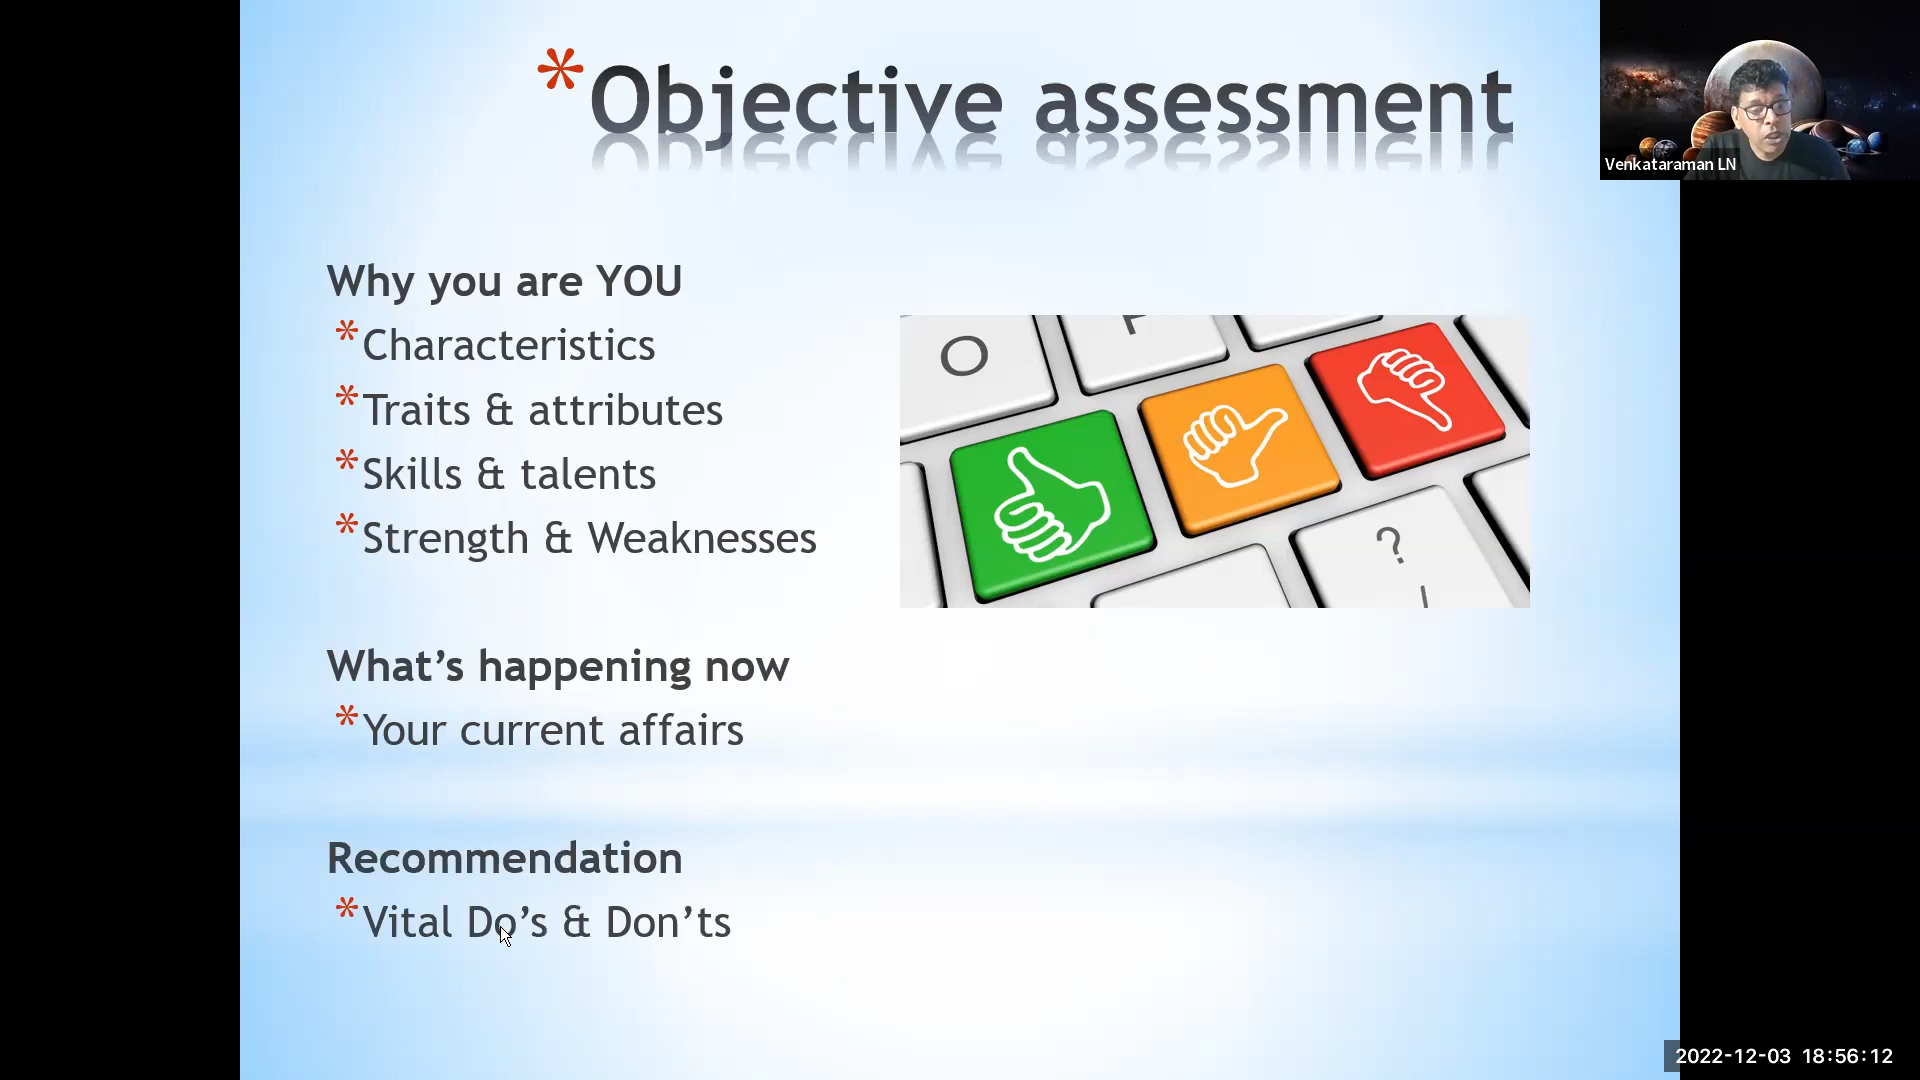 *Objective assessment
Venkataraman LN
Why you are YOU
*Characteristics
*Traits & attributes
*Skills & talents
*Strength & Weaknesses
O
P
?
What’s happening now
*Your current affairs
Recommendation
*Vital Do’s & Don’ts
2022-12-03 18:56:12